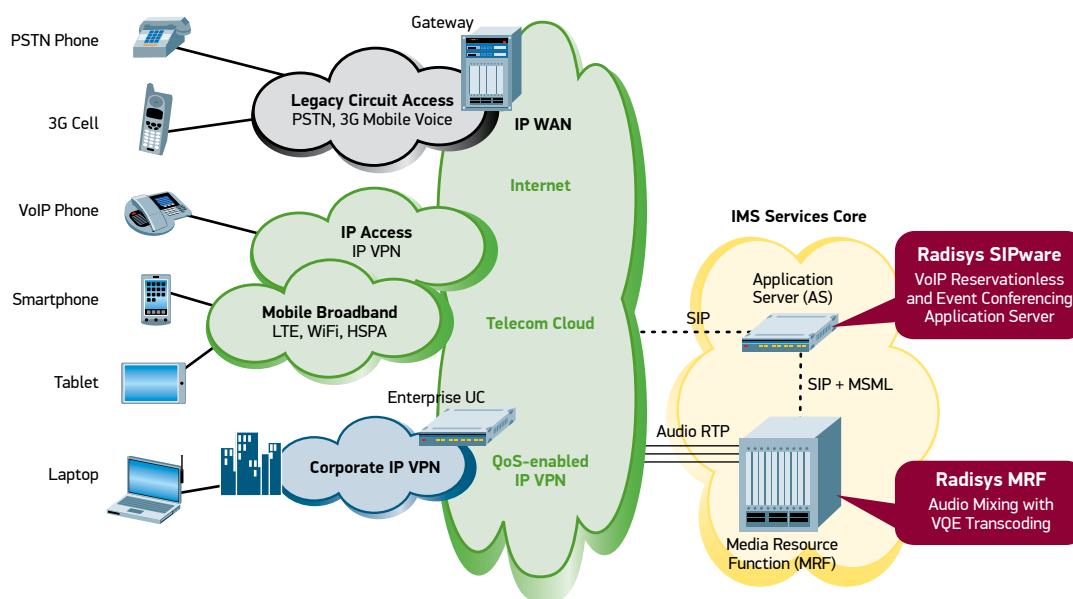 Gateway
PSTN Phone
Legacy Circuit Access
PSTN, 3G Mobile Voice
3G Cell
IP WAN
Internet
VoIP Phone
IP Access
IP VPN
Smartphone
Mobile Broadband
LTE, WiFi, HSPA
Telecom Cloud
Tablet
Enterprise UC
Laptop
Corporate IP VPN
QoS-enabled
IP VPN
IMS Services Core
Application
Server (AS)
Radisys SIPware
VoIP Reservationless
and Event Conferencing
Application Server
SIP
SIP + MSML
Audio RTP
Radisys MRF
Audio Mixing with
VQE Transcoding
Media Resource
Function (MRF)